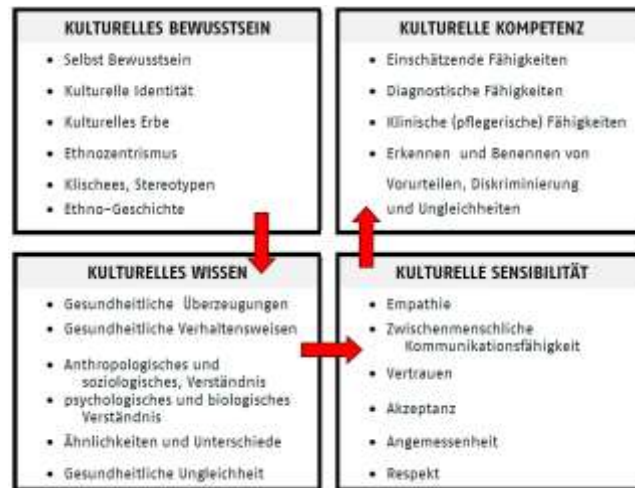 KULTURELLES BEWUSSTSEIN
• Selbst Bewusstsein
• Kulturelle Identität
• Kulturelles Erbe
• Ethnozentrismus
• Klischees, Stereotypen
• Ethno-Geschichte
KULTURELLE KOMPETENZ
• Einschätzende Fähigkeiten
• Diagnostische Fähigkeiten
• Klinische (pflegerische) Fähigkeiten
• Erkennen und Benennen von
Vorurteilen, Diskriminierung
und Ungleichheiten
KULTURELLES WISSEN
• Gesundheitliche Überzeugungen
• Gesundheitliche Verhaltensweisen
• Anthropologisches und
soziologisches, Verständnis
• psychologisches und biologisches
Verständnis
• Ähnlichkeiten und Unterschiede
• Gesundheitliche Ungleichheit
KULTURELLE SENSIBILITÄT
• Empathie
• Zwischenmenschliche
Kommunikationsfähigkeit
• Vertrauen
• Akzeptanz
• Angemessenheit
• Respekt